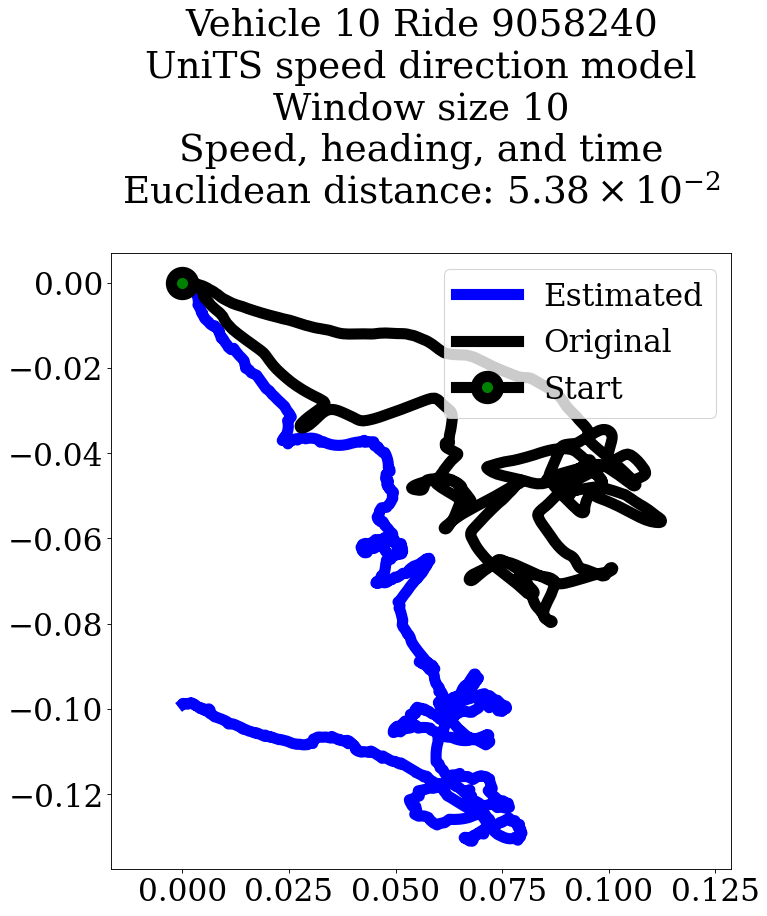 Vehicle 10 Ride 9058240
UniTS speed direction model
Window size 10
Speed, heading, and time
Euclidean distance: 5.38 × 10⁻²
Estimated
Original
Start
0.00
−0.02
−0.04
−0.06
−0.08
−0.10
−0.12
0.000 0.025 0.050 0.075 0.100 0.125